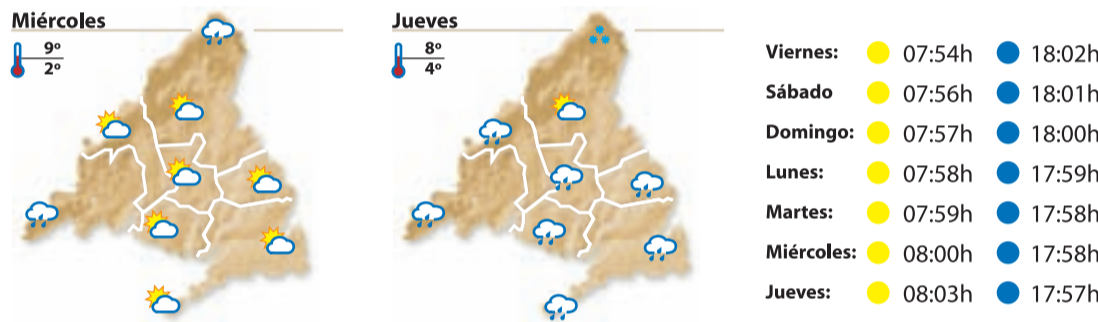 Miércoles
9º
2º
Jueves
8º
4º
Viernes: 07:54h 18:02h
Sábado 07:56h 18:01h
Domingo: 07:57h 18:00h
Lunes: 07:58h 17:59h
Martes: 07:59h 17:58h
Miércoles: 08:00h 17:58h
Jueves: 08:03h 17:57h